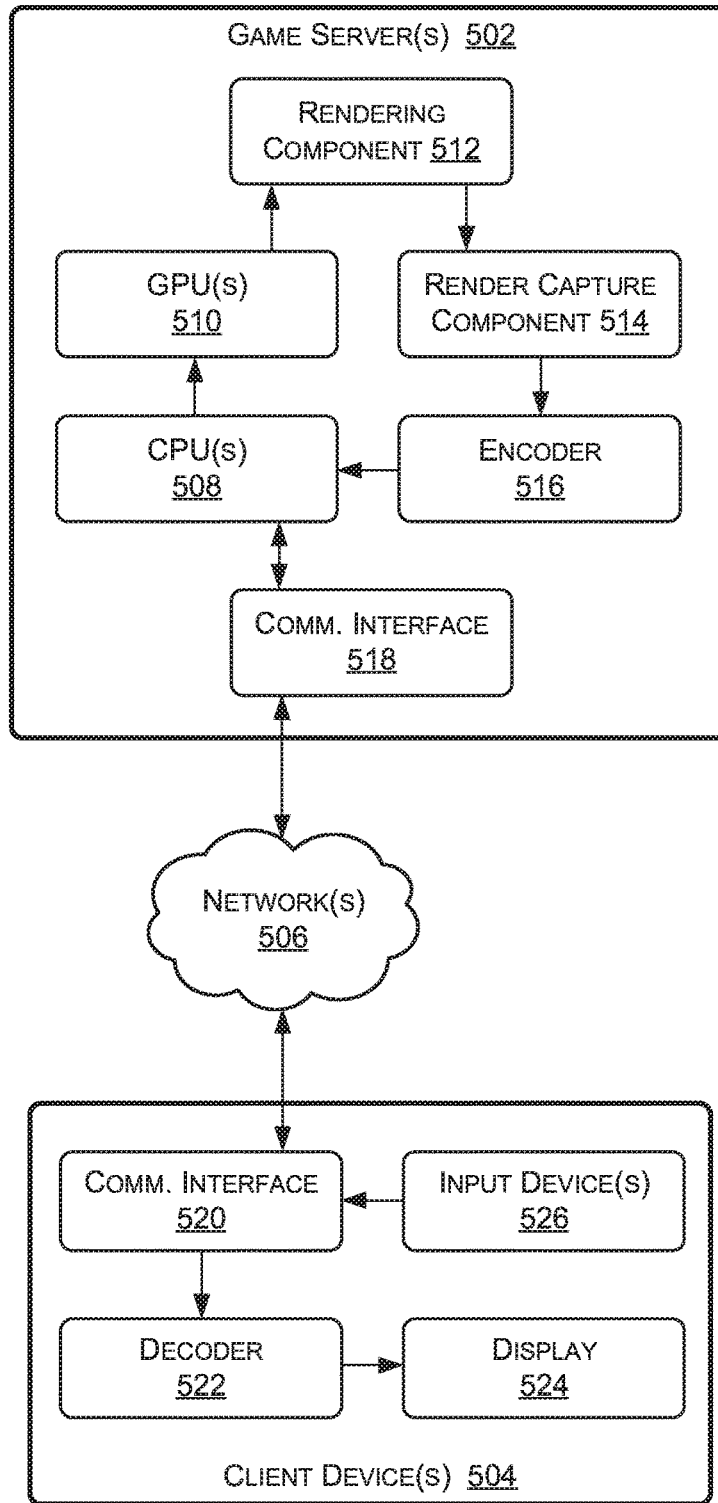 GAME SERVER(S) 502
RENDERING
COMPONENT 512
GPU(S)
510
RENDER CAPTURE
COMPONENT 514
CPU(S)
508
ENCODER
516
COMM. INTERFACE
518
NETWORK(S)
506
COMM. INTERFACE
520
INPUT DEVICE(S)
526
DECODER
522
DISPLAY
524
CLIENT DEVICE(S) 504